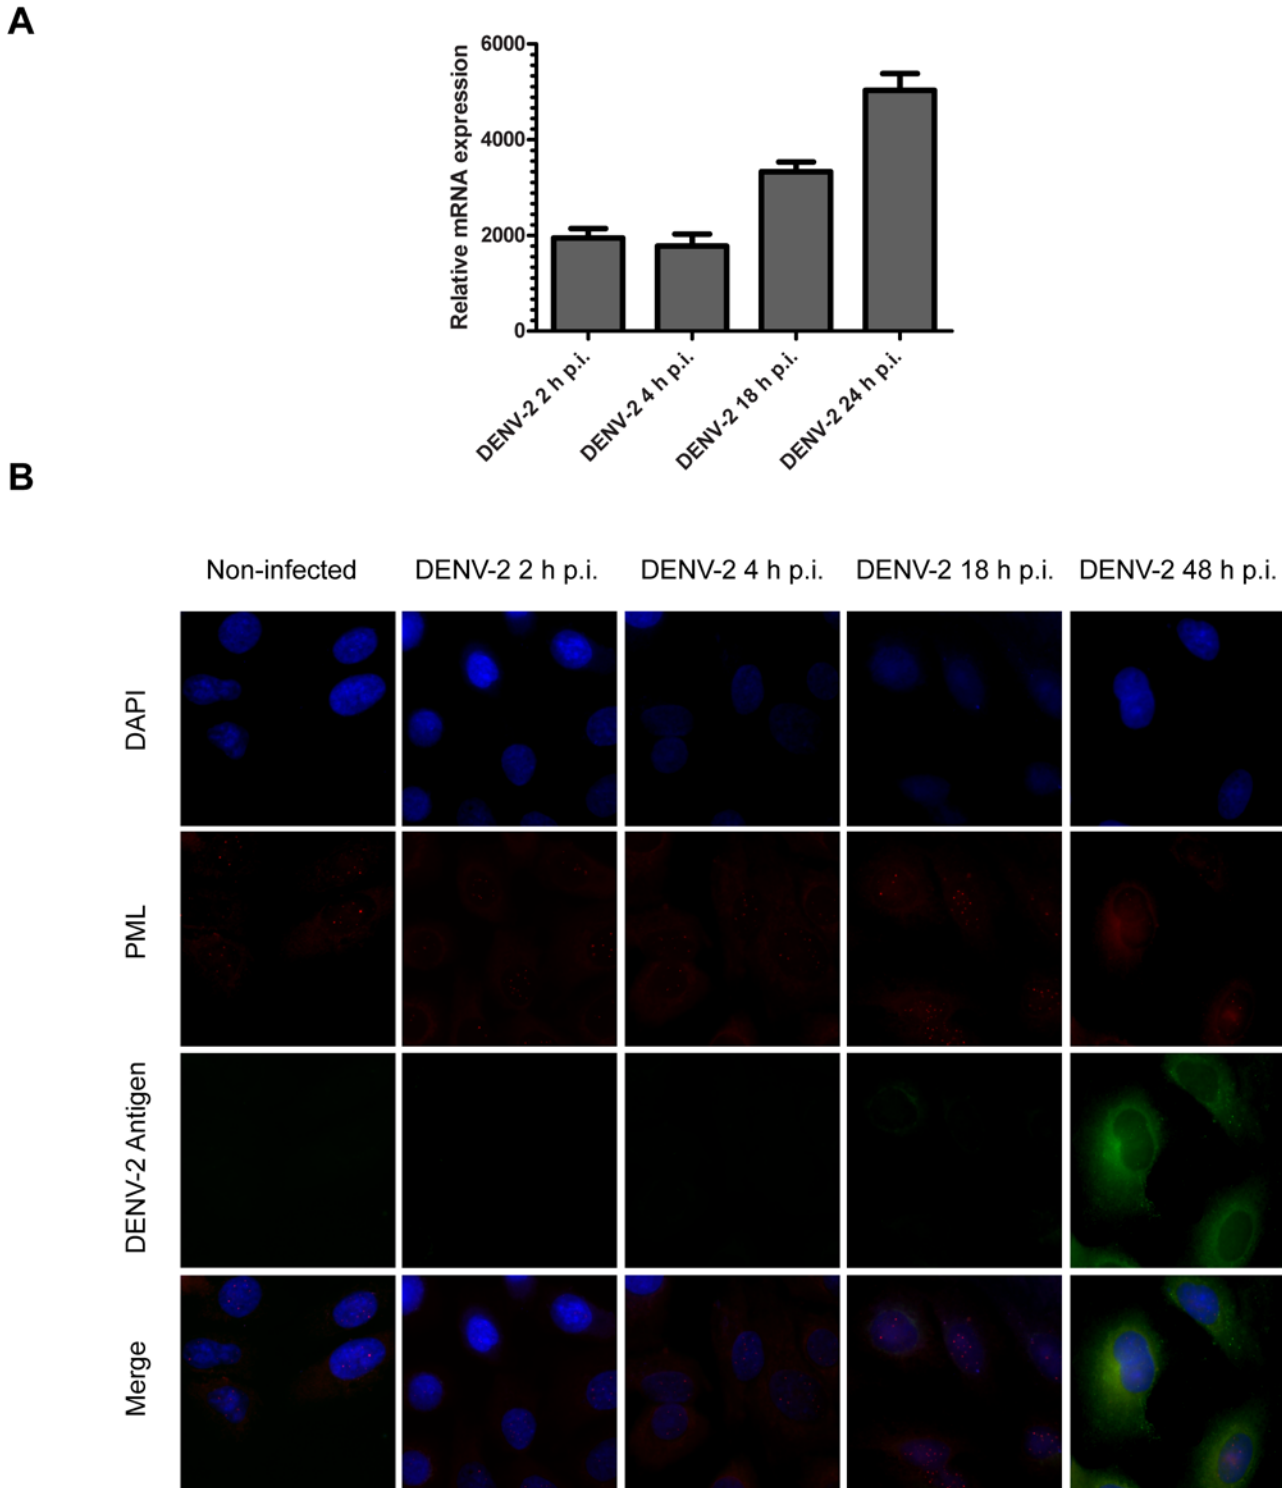 A
Relative mRNA expression
6000
4000
2000
0
DENV-2 2 h p.i.
DENV-2 4 h p.i.
DENV-2 18 h p.i.
DENV-2 24 h p.i.
B
Non-infected
DENV-2 2 h p.i.
DENV-2 4 h p.i.
DENV-2 18 h p.i.
DENV-2 48 h p.i.
DAPI
PML
DENV-2 Antigen
Merge